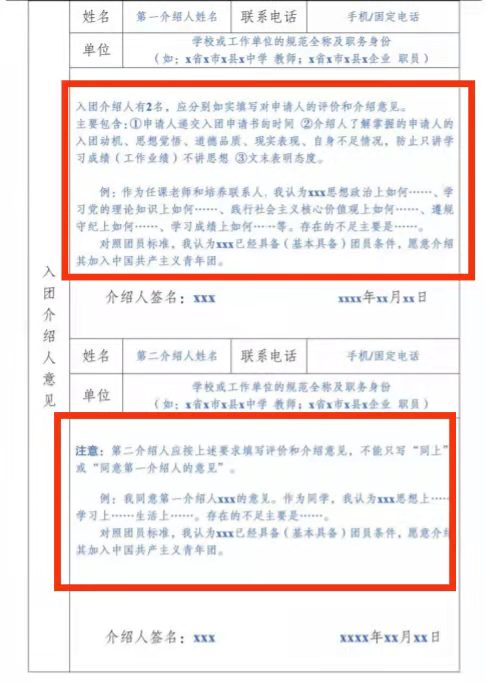 姓名 第一介绍人姓名 联系电话 手机/固定电话
单位 学校或工作单位的规范全称及职务身份
（如：x省x市x县x中学 教师；x省x市x县x企业 职员）
入团介绍人有2名，应分别如实填写对申请人的评价和介绍意见。
主要包含：①申请人递交入团申请书的时间 ②介绍人了解掌握的申请人的
入团动机、思想觉悟、道德品质、现实表现、自身不足情况，防止只讲学
习成绩（工作业绩）不讲思想 ③文末表明态度。
例：作为任课老师和培养联系人，我认为xxx思想政治上如何……、学
习党的理论知识上如何……、践行社会主义核心价值观上如何……、遵规
守纪上如何……、学习成绩上如何……等。存在的不足主要是……。
对照团员标准，我认为xxx已经具备（基本具备）团员条件，愿意介绍
其加入中国共产主义青年团。
介绍人签名：xxx xxxx年xx月xx日
入团介绍人意见
姓名 第二介绍人姓名 联系电话 手机/固定电话
单位 学校或工作单位的规范全称及职务身份
（如：x省x市x县x中学 教师；x省x市x县x企业 职员）
注意：第二介绍人应按上述要求填写评价和介绍意见，不能只写“同上”
或“同意第一介绍人的意见”。
例：我同意第一介绍人xxx的意见。作为同学，我认为xxx思想上……
学习上……生活上……。存在的不足主要是……。
对照团员标准，我认为xxx已经具备（基本具备）团员条件，愿意介绍
其加入中国共产主义青年团。
介绍人签名：xxx xxxx年xx月xx日